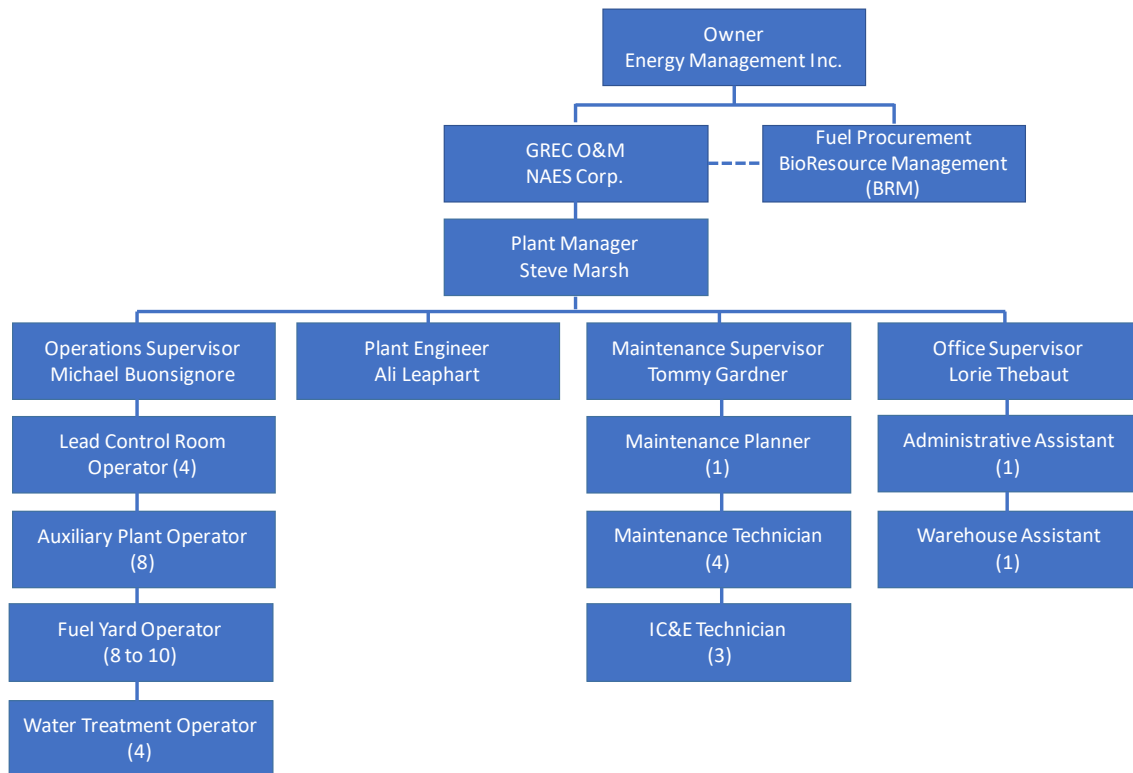 Owner
Energy Management Inc.
GREC O&M
NAES Corp.
Fuel Procurement
BioResource Management
(BRM)
Plant Manager
Steve Marsh
Operations Supervisor
Michael Buonsignore
Plant Engineer
Ali Leaphart
Maintenance Supervisor
Tommy Gardner
Office Supervisor
Lorie Thebaut
Lead Control Room
Operator (4)
Maintenance Planner
(1)
Administrative Assistant
(1)
Auxiliary Plant Operator
(8)
Maintenance Technician
(4)
Warehouse Assistant
(1)
Fuel Yard Operator
(8 to 10)
IC&E Technician
(3)
Water Treatment Operator
(4)